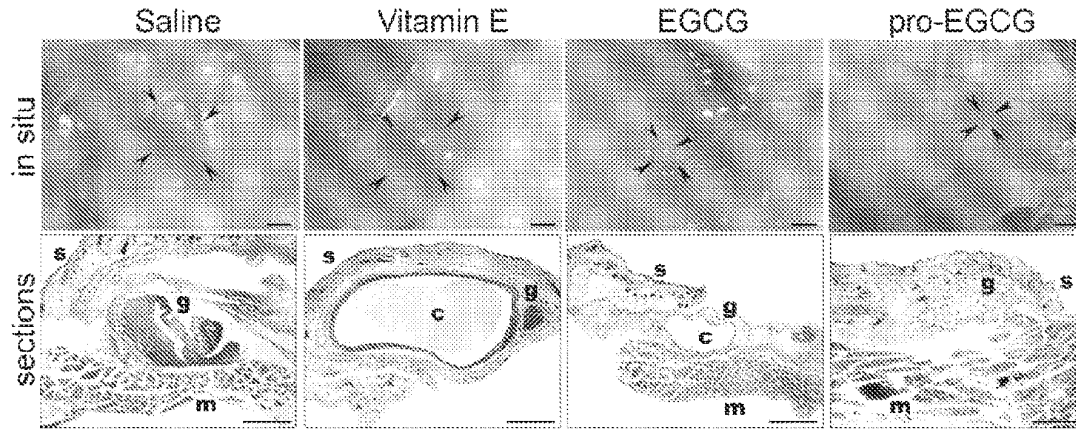 Saline Vitamin E EGCG pro-EGCG
in situ
sections
s g m
s c g
s g c m
g s m